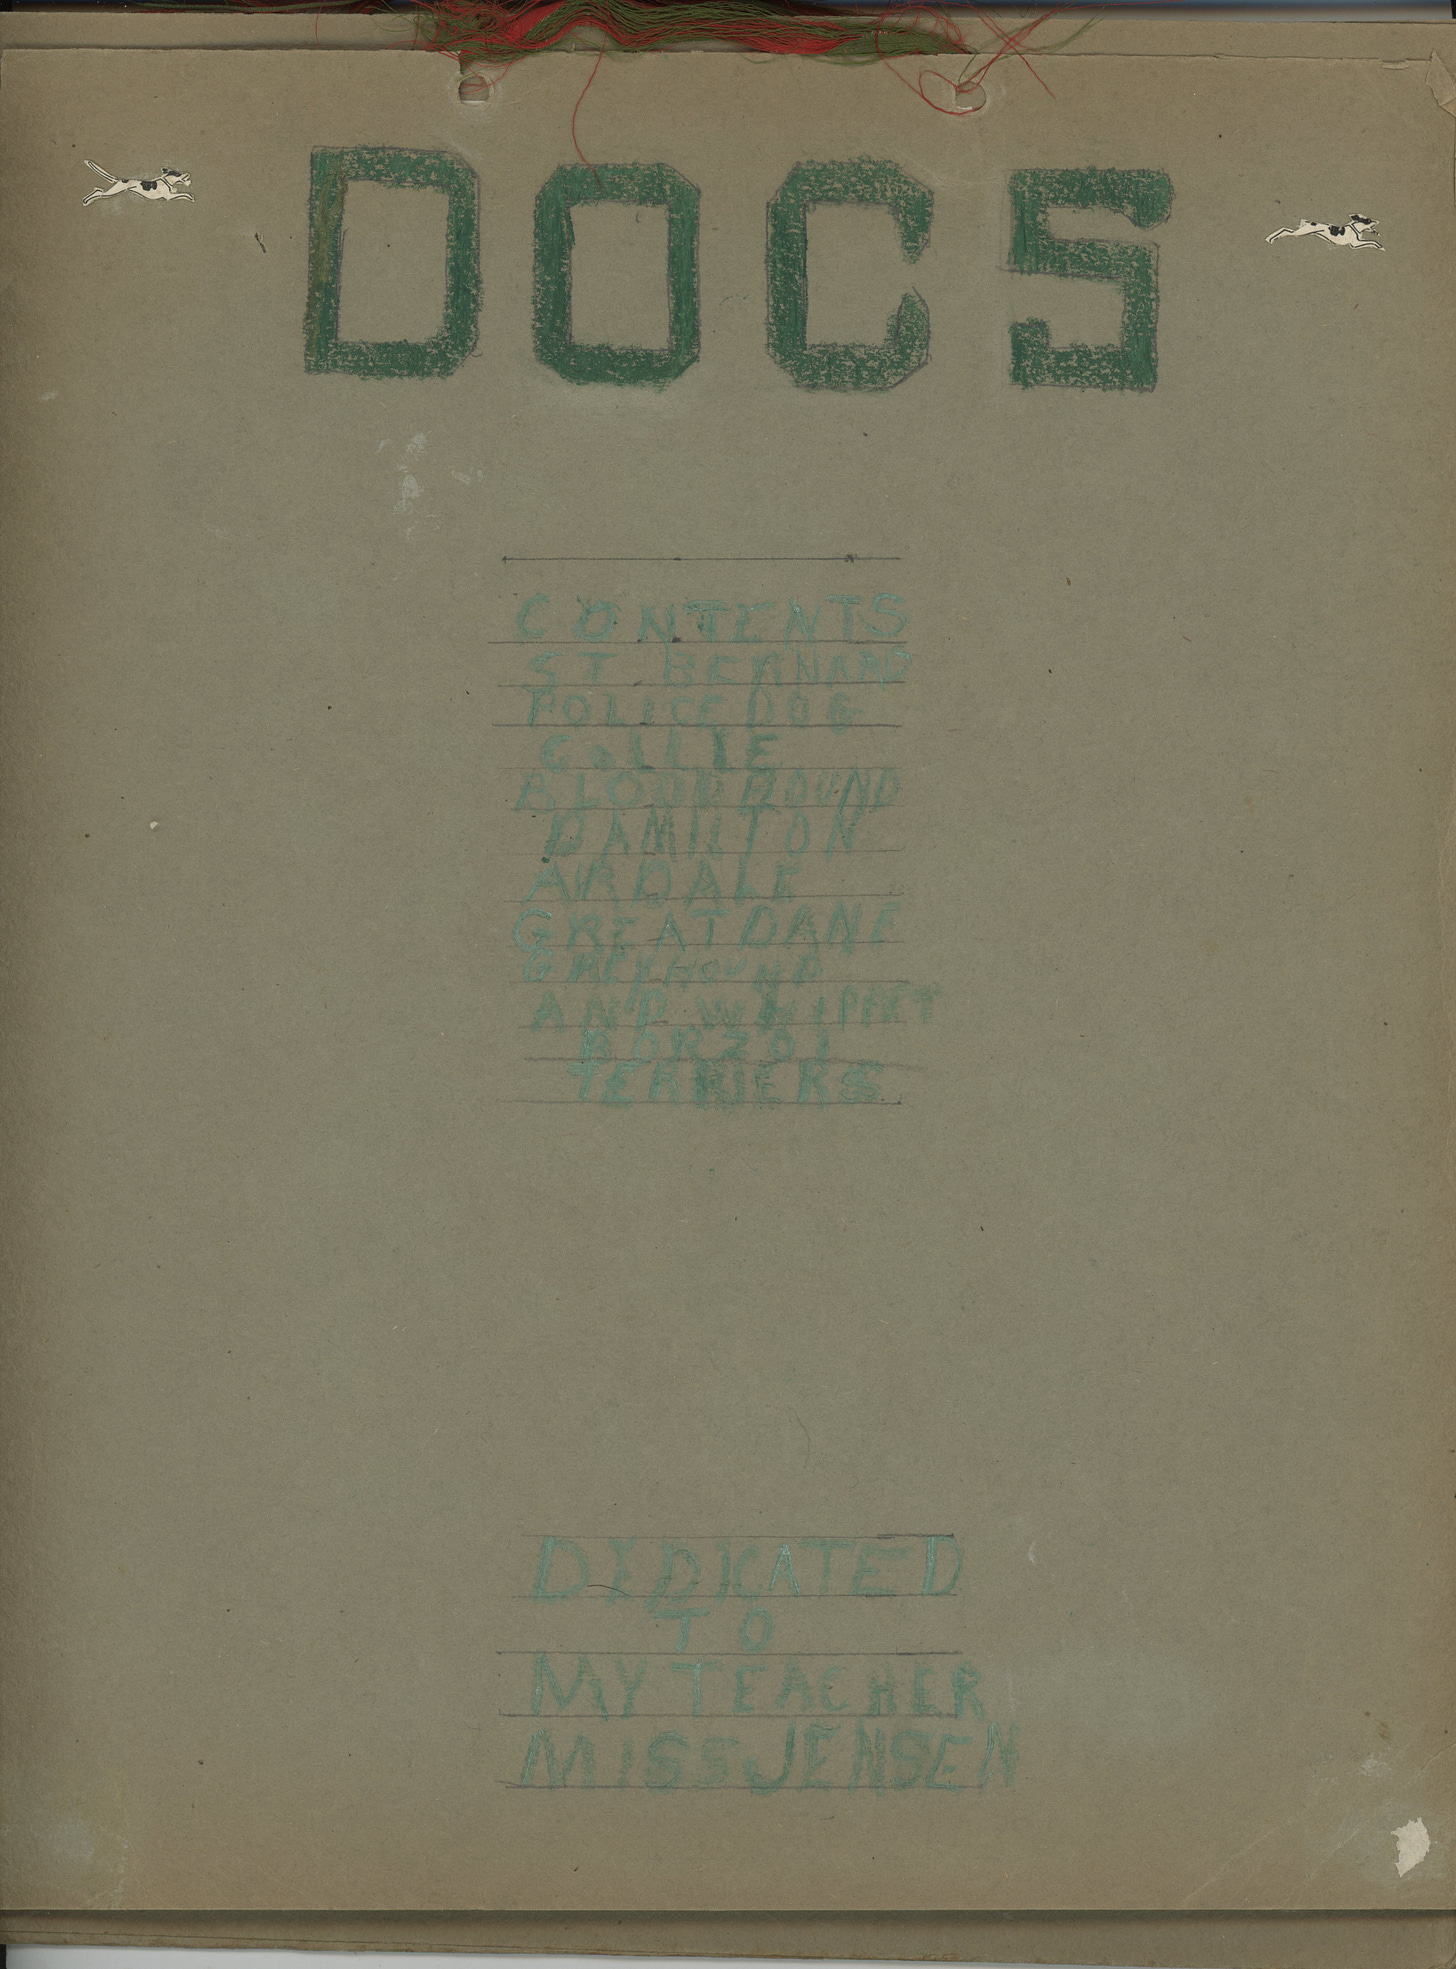 DOCS
CONTENTS
ST. BERNARD
POLICE DOG
COLLIE
BLOODHOUND
DAMILTON
AIRDALE
GREAT DANE
GREYHOUND
AND WHIPPET
BORZOI
TERRIERS
DIDICATED
TO
MY TEACHER
MISS JENSEN